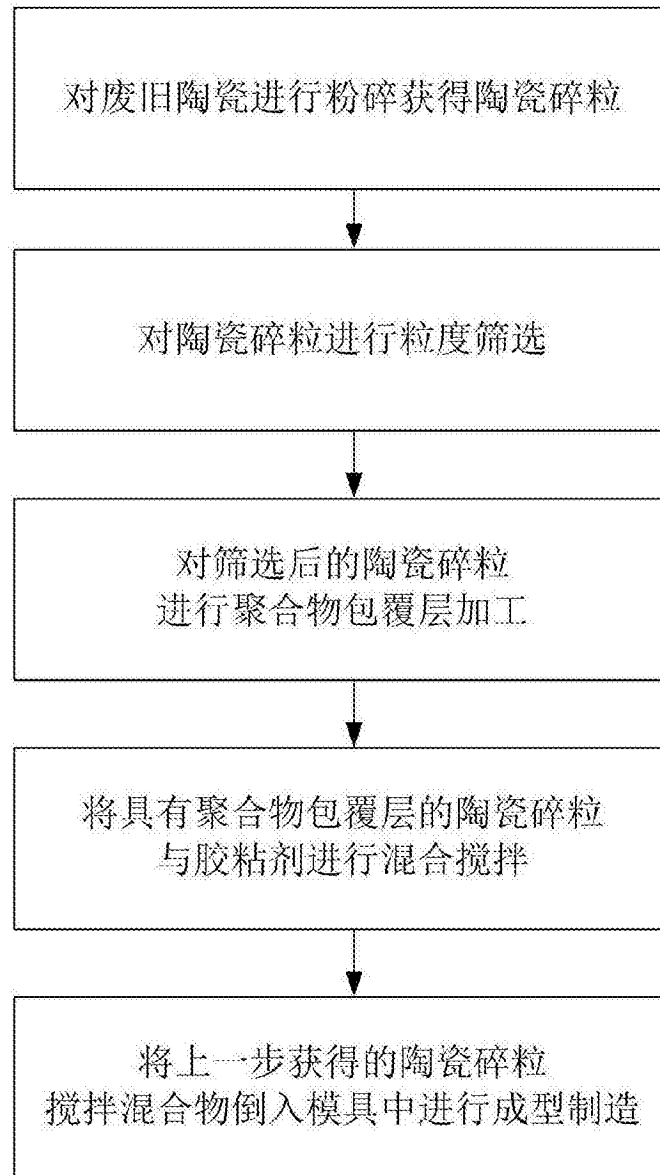 对废旧陶瓷进行粉碎获得陶瓷碎粒
对陶瓷碎粒进行粒度筛选
对筛选后的陶瓷碎粒
进行聚合物包覆层加工
将具有聚合物包覆层的陶瓷碎粒
与胶粘剂进行混合搅拌
将上一步获得的陶瓷碎粒
搅拌混合物倒入模具中进行成型制造